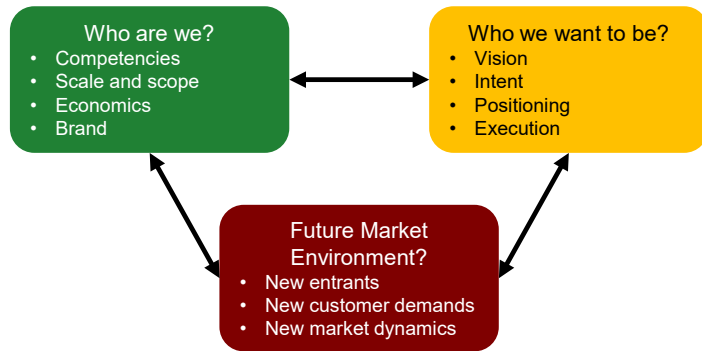 Who are we?
• Competencies
• Scale and scope
• Economics
• Brand
Who we want to be?
• Vision
• Intent
• Positioning
• Execution
Future Market
Environment?
• New entrants
• New customer demands
• New market dynamics